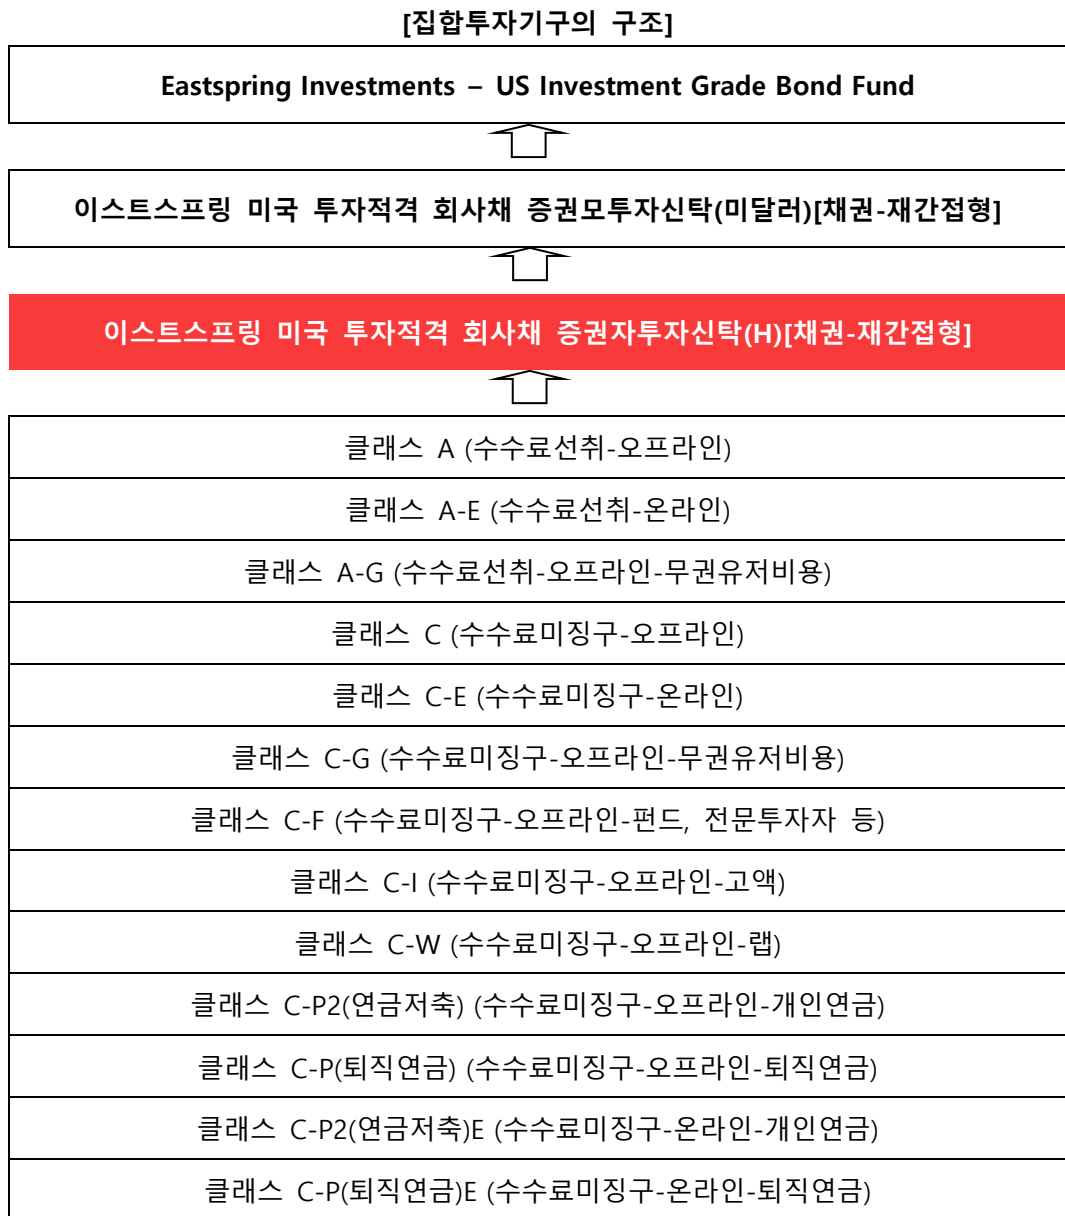 [집합투자기구의 구조]
Eastspring Investments – US Investment Grade Bond Fund
이스트스프링 미국 투자적격 회사채 증권모투자신탁(미달러)[채권-재간접형]
이스트스프링 미국 투자적격 회사채 증권자투자신탁(H)[채권-재간접형]
클래스 A (수수료선취-오프라인)
클래스 A-E (수수료선취-온라인)
클래스 A-G (수수료선취-오프라인-무권유저비용)
클래스 C (수수료미징구-오프라인)
클래스 C-E (수수료미징구-온라인)
클래스 C-G (수수료미징구-오프라인-무권유저비용)
클래스 C-F (수수료미징구-오프라인-펀드, 전문투자자 등)
클래스 C-I (수수료미징구-오프라인-고액)
클래스 C-W (수수료미징구-오프라인-랩)
클래스 C-P2(연금저축) (수수료미징구-오프라인-개인연금)
클래스 C-P(퇴직연금) (수수료미징구-오프라인-퇴직연금)
클래스 C-P2(연금저축)E (수수료미징구-온라인-개인연금)
클래스 C-P(퇴직연금)E (수수료미징구-온라인-퇴직연금)